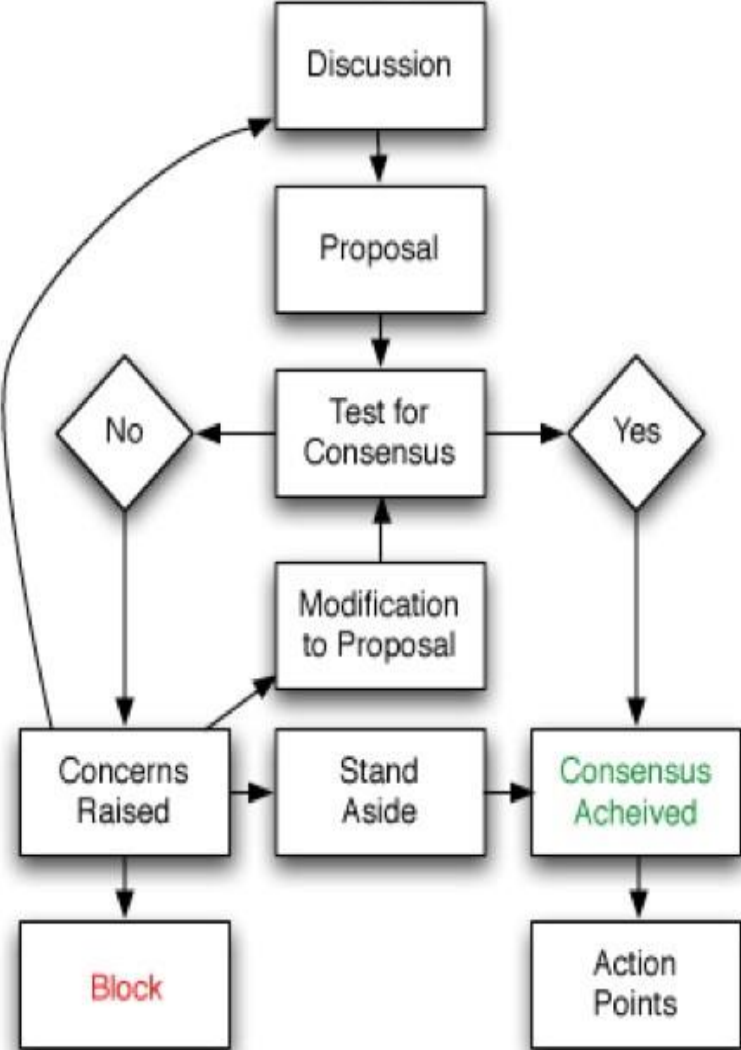 Discussion
Proposal
No
Test for
Consensus
Yes
Modification
to Proposal
Concerns
Raised
Stand
Aside
Consensus
Acheived
Block
Action
Points